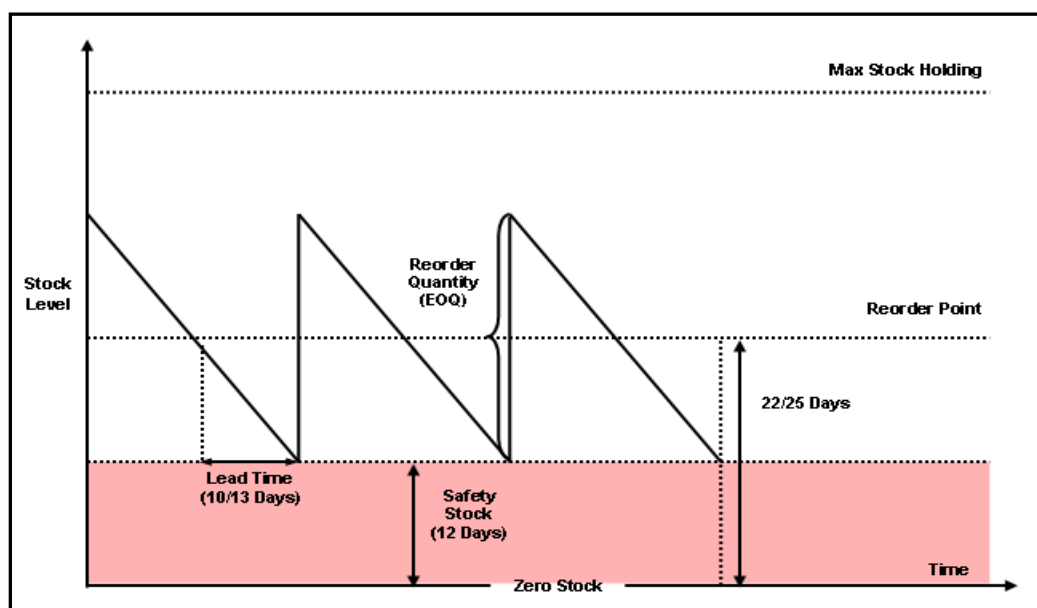 Max Stock Holding
Reorder
Quantity
(EOQ)
Stock
Level
Reorder Point
22/25 Days
Lead Time
(10/13 Days)
Safety
Stock
(12 Days)
Time
Zero Stock